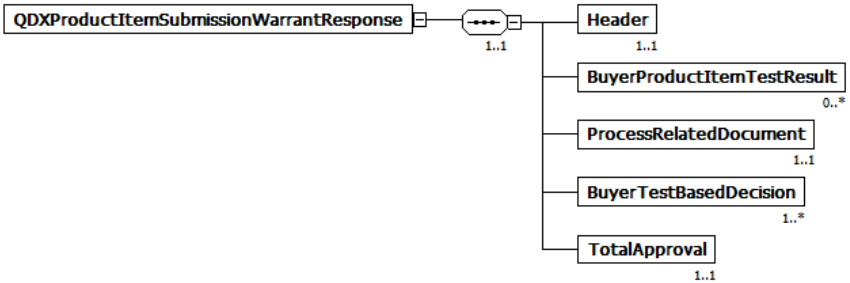 QDXProductItemSubmissionWarrantResponse
1..1
Header
1..1
BuyerProductItemTestResult
0..*
ProcessRelatedDocument
1..1
BuyerTestBasedDecision
1..*
TotalApproval
1..1